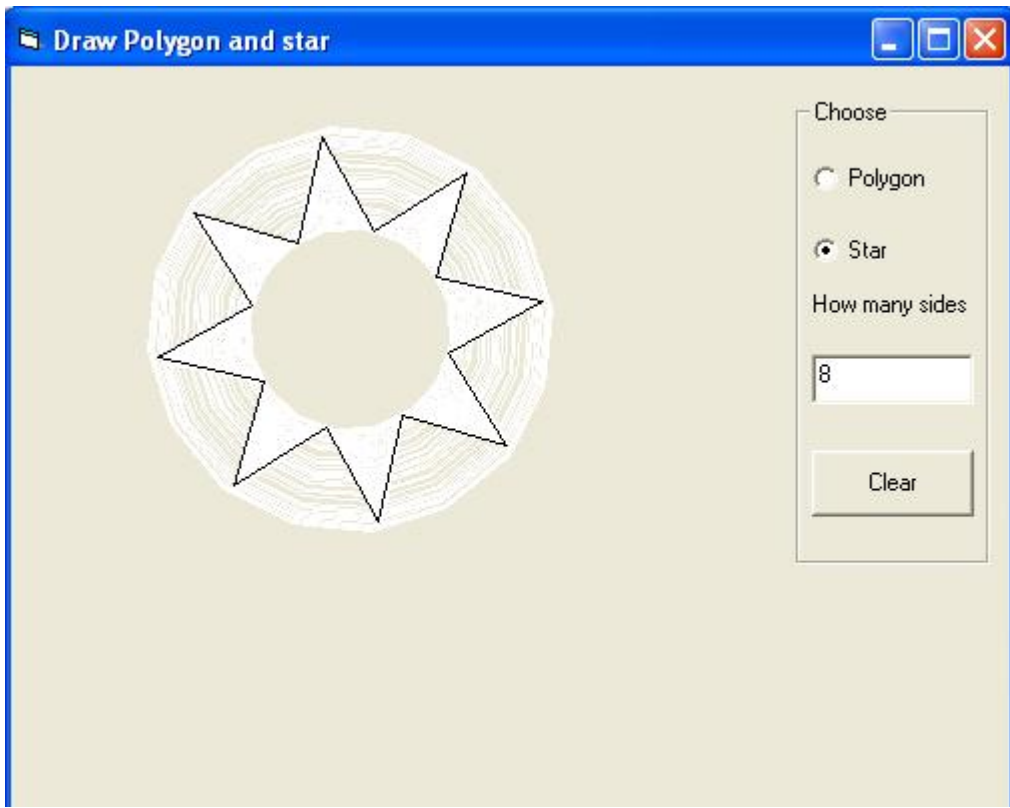 Draw Polygon and star
Choose
Polygon
Star
How many sides
8
Clear